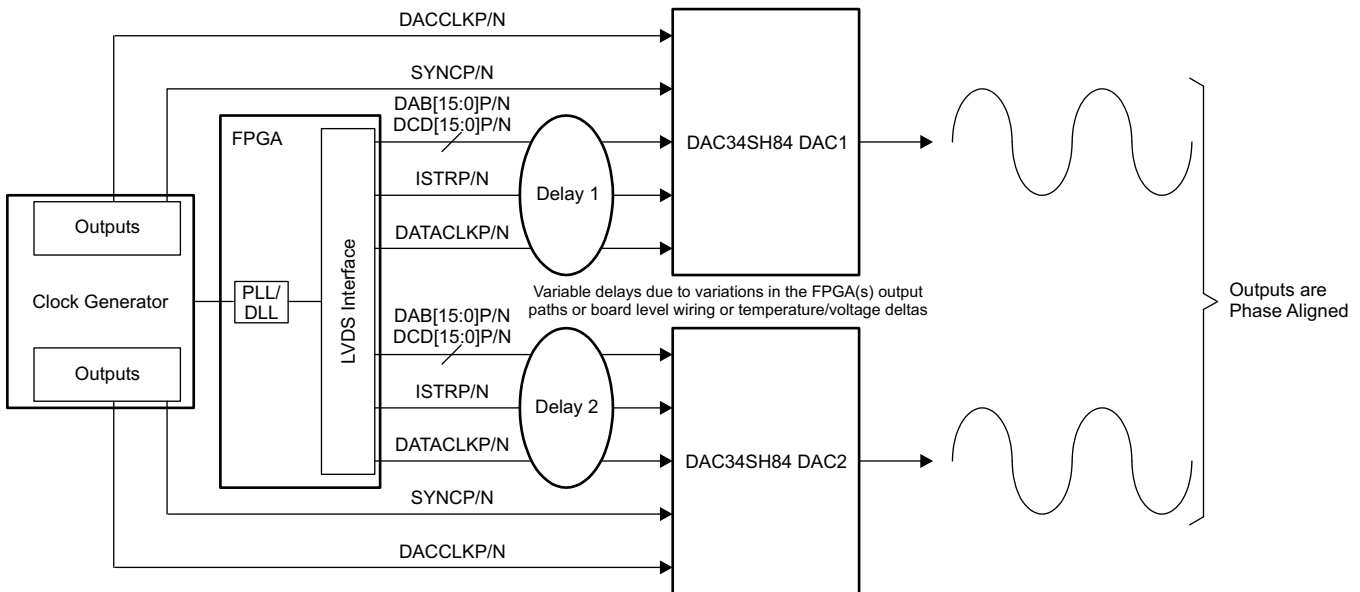 DACCLKP/N
SYNCP/N
DAB[15:0]P/N
DCD[15:0]P/N
FPGA
DAC34SH84 DAC1
ISTRP/N
Delay 1
Outputs
DATACLKP/N
LVDS Interface
Clock Generator
PLL/
DLL
Variable delays due to variations in the FPGA(s) output
paths or board level wiring or temperature/voltage deltas
Outputs are
Phase Aligned
DAB[15:0]P/N
DCD[15:0]P/N
Outputs
ISTRP/N
Delay 2
DATACLKP/N
DAC34SH84 DAC2
SYNCP/N
DACCLKP/N